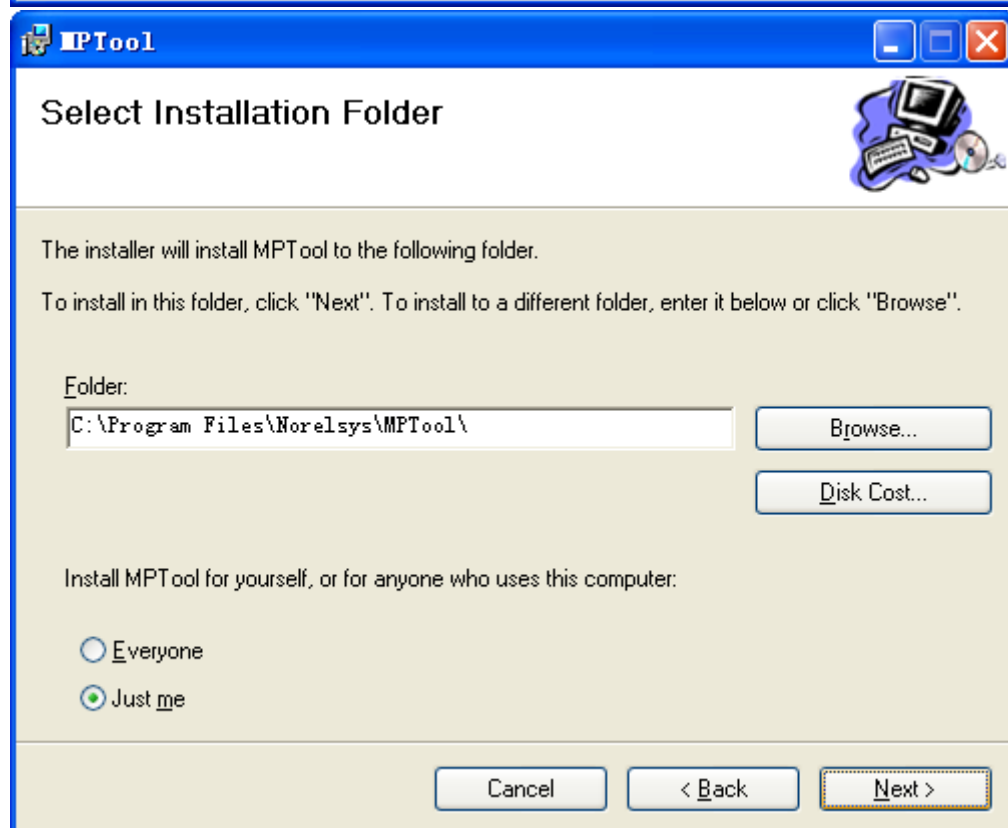 MPTool
Select Installation Folder
The installer will install MPTool to the following folder.
To install in this folder, click "Next". To install to a different folder, enter it below or click "Browse".
Folder:
C:\Program Files\Norelsys\MPTool\
Browse...
Disk Cost...
Install MPTool for yourself, or for anyone who uses this computer:
Everyone
Just me
Cancel
< Back
Next >